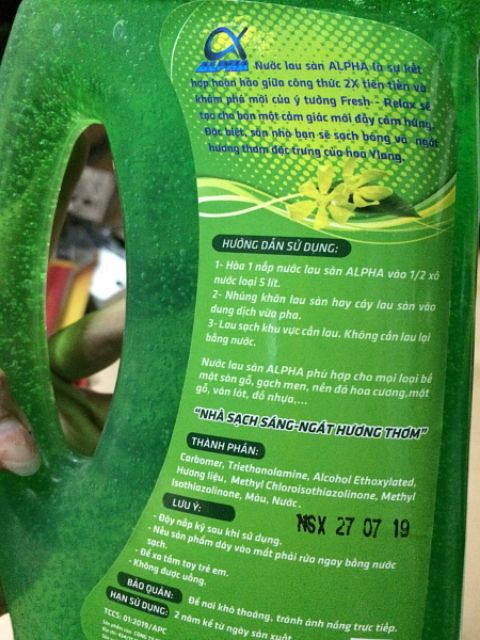 ALPHA
Nước lau sàn ALPHA là sự kết
hợp hoàn hảo giữa công thức 2X tiên tiến và
khám phá mới của ý tưởng Fresh - Relax sẽ
tạo cho bạn một cảm giác mới đầy cảm hứng.
Đặc biệt, sàn nhà bạn sẽ sạch bóng và ngát
hương thơm đặc trưng của hoa Ylang.
HƯỚNG DẪN SỬ DỤNG:
1- Hòa 1 nắp nước lau sàn ALPHA vào 1/2 xô
nước loại 5 lít.
2- Nhúng khăn lau sàn hay cây lau sàn vào
dung dịch vừa pha.
3- Lau sạch khu vực cần lau. Không cần lau lại
bằng nước.
Nước lau sàn ALPHA phù hợp cho mọi loại bề
mặt sàn gỗ, gạch men, nền đá hoa cương, mặt
gỗ, ván lót, đồ nhựa,...
"NHÀ SẠCH SÁNG-NGÁT HƯƠNG THƠM"
THÀNH PHẦN:
Carbomer, Triethanolamine, Alcohol Ethoxylated,
Hương liệu, Methyl Chloroisothiazolinone, Methyl
Isothiazolinone, Màu, Nước.
LƯU Ý:
NSX 27 07 19
- Đậy nắp kỹ sau khi sử dụng.
- Nếu sản phẩm dây vào mắt phải rửa ngay bằng nước
sạch.
- Để xa tầm tay trẻ em.
- Không được uống.
BẢO QUẢN: Để nơi khô thoáng, tránh ánh nắng trực tiếp.
HẠN SỬ DỤNG: 2 năm kể từ ngày sản xuất.
TCCS: 01:2019/APC